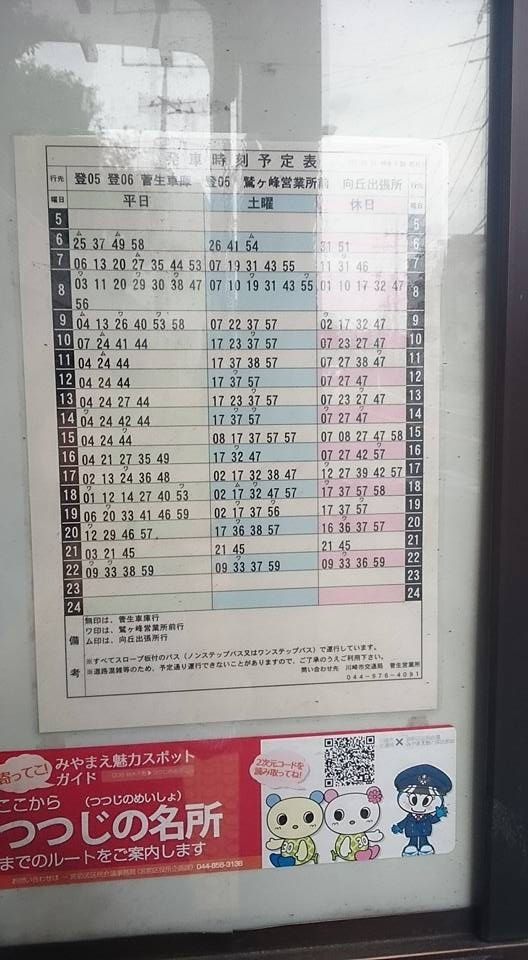 発車時刻予定表
行先 登05 登06 菅生車庫 登05 鷲ヶ峰営業所前 向丘出張所 行先
曜日 平日 土曜 休日 曜日
5 5
6 25 37 49 58 26 41 54 31 51 6
7 06 13 20 27 35 44 53 07 19 31 43 55 11 31 46 7
8 03 11 20 29 30 38 47 07 10 19 31 43 55 01 10 17 32 47 8
56
9 04 13 26 40 53 58 07 22 37 57 02 17 32 47 9
10 07 24 41 44 17 23 37 57 07 23 27 47 10
11 04 24 44 17 37 38 57 07 27 38 47 11
12 04 24 44 17 37 57 07 27 47 12
13 04 24 27 44 17 23 37 57 07 23 27 47 13
14 04 24 42 44 17 37 57 07 27 47 14
15 04 24 44 08 17 37 57 57 07 08 27 47 58 15
16 04 21 27 35 49 17 32 47 07 27 42 57 16
17 02 13 24 36 48 02 17 32 38 47 12 27 39 42 57 17
18 01 12 14 27 40 53 02 17 32 47 57 17 37 57 58 18
19 06 20 33 41 46 59 02 17 37 56 17 37 57 19
20 12 29 46 57 17 36 38 57 16 36 37 57 20
21 03 21 45 21 45 21 45 21
22 09 33 38 59 09 33 37 59 09 33 36 59 22
23 23
24 24
備考
無印は、菅生車庫行
ワ印は、鷲ヶ峰営業所前行
ム印は、向丘出張所行
※すべてスロープ板付のバス（ノンステップバス又はワンステップバス）で運行しています。
※道路混雑等のため、予定通り運行できないことがありますので、ご了承のうえご利用下さい。
問い合わせ先 川崎市交通局 菅生営業所
044-976-4091
寄ってこ！
みやまえ魅力スポット
ガイド
ここから （つつじのめいしょ）
つつじの名所
までのルートをご案内します
044-856-3138
2次元コードを
読み取ってね！